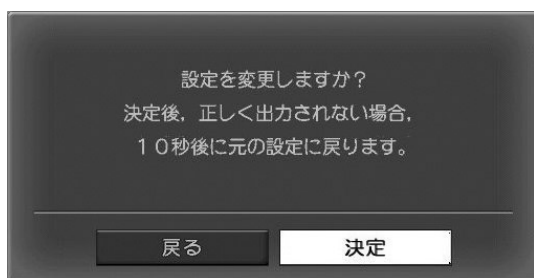 設定を変更しますか？
決定後，正しく出力されない場合，
１０秒後に元の設定に戻ります。
戻る 決定